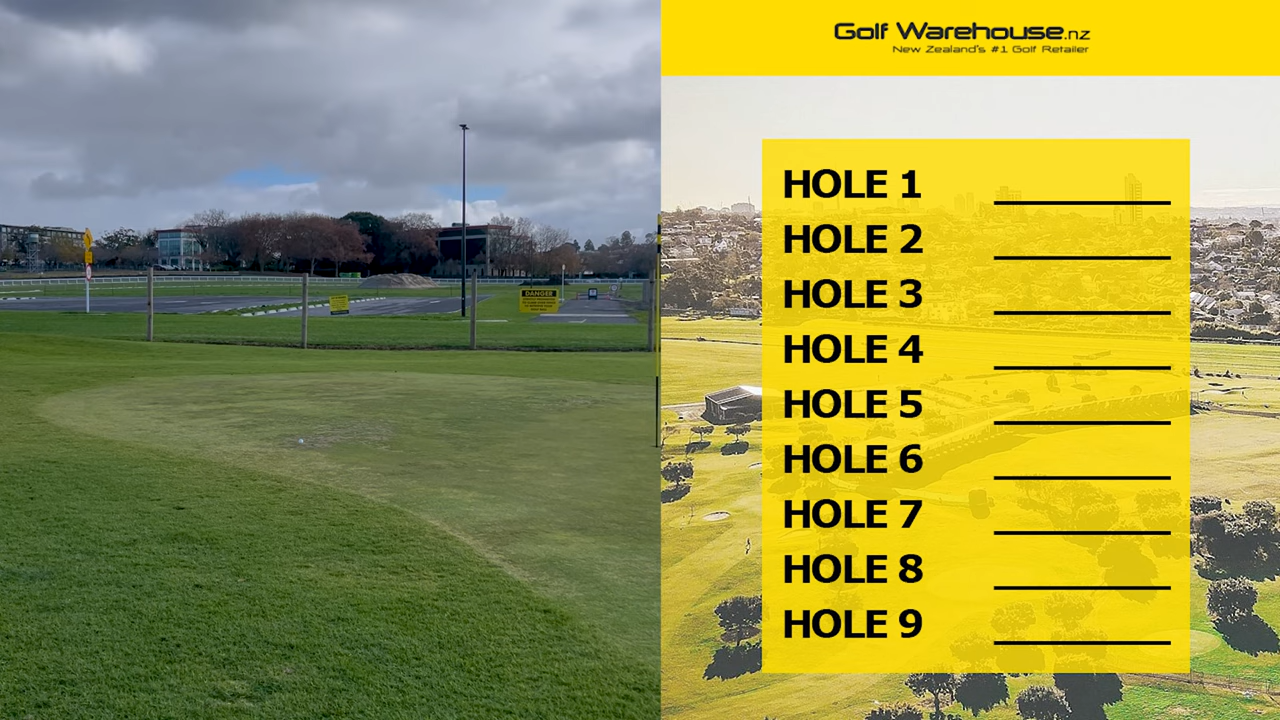 DANGER
Golf Warehouse.nz
New Zealand's #1 Golf Retailer
HOLE 1
HOLE 2
HOLE 3
HOLE 4
HOLE 5
HOLE 6
HOLE 7
HOLE 8
HOLE 9